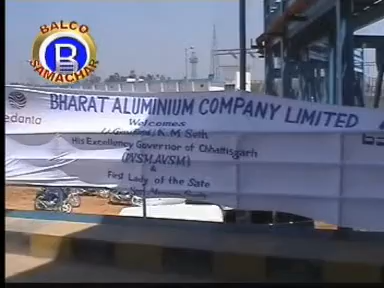 BALCO
B
SAMACHAR
edanta
BHARAT ALUMINIUM COMPANY LIMITED
Welcomes
K.M Seth
His Excellency Governor of Chhattisgarh
(PVSM, AVSM)
&
First Lady of the Sate